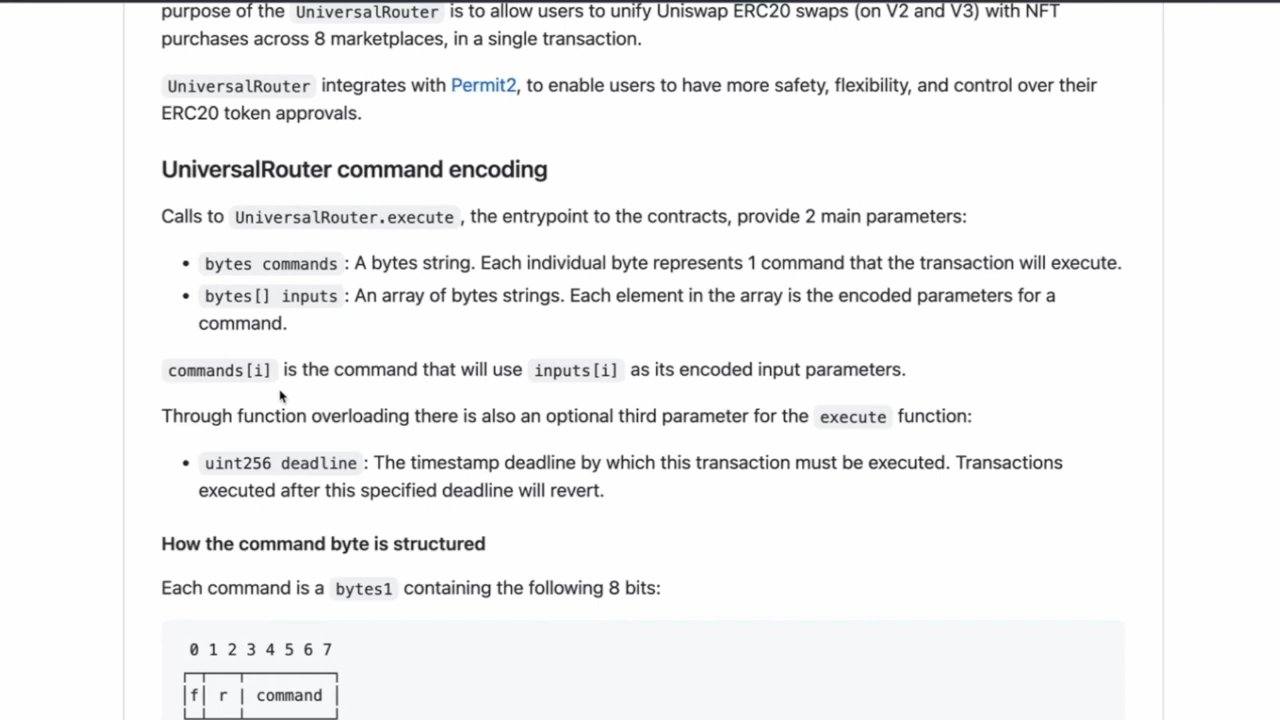 purpose of the UniversalRouter is to allow users to unify Uniswap ERC20 swaps (on V2 and V3) with NFT
purchases across 8 marketplaces, in a single transaction.
UniversalRouter integrates with Permit2, to enable users to have more safety, flexibility, and control over their
ERC20 token approvals.
UniversalRouter command encoding
Calls to UniversalRouter.execute, the entrypoint to the contracts, provide 2 main parameters:
• bytes commands: A bytes string. Each individual byte represents 1 command that the transaction will execute.
• bytes[] inputs: An array of bytes strings. Each element in the array is the encoded parameters for a
command.
commands[i] is the command that will use inputs[i] as its encoded input parameters.
Through function overloading there is also an optional third parameter for the execute function:
• uint256 deadline: The timestamp deadline by which this transaction must be executed. Transactions
executed after this specified deadline will revert.
How the command byte is structured
Each command is a bytes1 containing the following 8 bits:
0 1 2 3 4 5 6 7
|f| r | command |